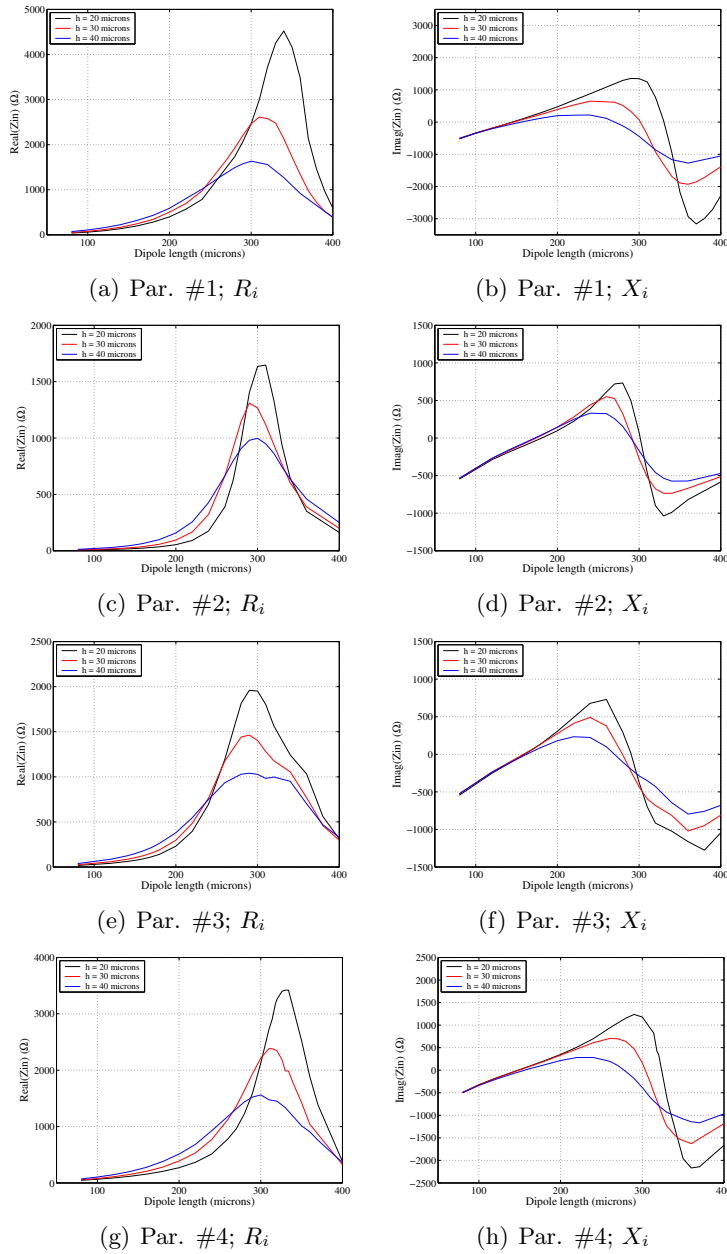 5000
4000
3000
2000
1000
0
Real(Zin) (Ω)
h = 20 microns
h = 30 microns
h = 40 microns
100 200 300 400
Dipole length (microns)
(a) Par. #1; R_i
3000
2000
1000
0
−1000
−2000
−3000
Imag(Zin) (Ω)
h = 20 microns
h = 30 microns
h = 40 microns
100 200 300 400
Dipole length (microns)
(b) Par. #1; X_i
2000
1500
1000
500
0
Real(Zin) (Ω)
h = 20 microns
h = 30 microns
h = 40 microns
100 200 300 400
Dipole length (microns)
(c) Par. #2; R_i
1500
1000
500
0
−500
−1000
−1500
Imag(Zin) (Ω)
h = 20 microns
h = 30 microns
h = 40 microns
100 200 300 400
Dipole length (microns)
(d) Par. #2; X_i
2500
2000
1500
1000
500
0
Real(Zin) (Ω)
h = 20 microns
h = 30 microns
h = 40 microns
100 200 300 400
Dipole length (microns)
(e) Par. #3; R_i
1500
1000
500
0
−500
−1000
−1500
Imag(Zin) (Ω)
h = 20 microns
h = 30 microns
h = 40 microns
100 200 300 400
Dipole length (microns)
(f) Par. #3; X_i
4000
3000
2000
1000
0
Real(Zin) (Ω)
h = 20 microns
h = 30 microns
h = 40 microns
100 200 300 400
Dipole length (microns)
(g) Par. #4; R_i
2500
2000
1500
1000
500
0
−500
−1000
−1500
−2000
−2500
Imag(Zin) (Ω)
h = 20 microns
h = 30 microns
h = 40 microns
100 200 300 400
Dipole length (microns)
(h) Par. #4; X_i